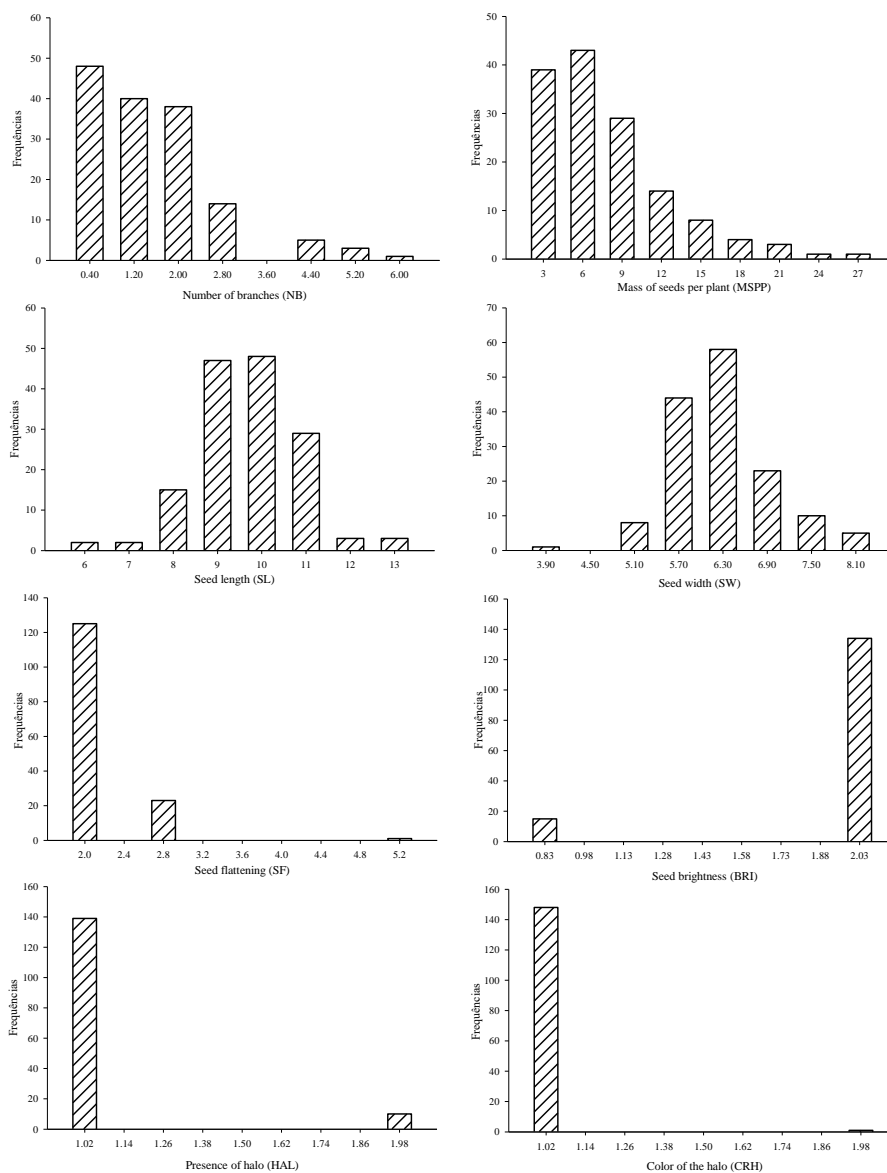 60
50
40
30
20
10
0
Frequências
0.40 1.20 2.00 2.80 3.60 4.40 5.20 6.00
Number of branches (NB)
50
40
30
20
10
0
Frequências
3 6 9 12 15 18 21 24 27
Mass of seeds per plant (MSPP)
60
50
40
30
20
10
0
Frequências
6 7 8 9 10 11 12 13
Seed length (SL)
70
60
50
40
30
20
10
0
Frequências
3.90 4.50 5.10 5.70 6.30 6.90 7.50 8.10
Seed width (SW)
140
120
100
80
60
40
20
0
Frequências
2.0 2.4 2.8 3.2 3.6 4.0 4.4 4.8 5.2
Seed flattening (SF)
160
140
120
100
80
60
40
20
0
Frequências
0.83 0.98 1.13 1.28 1.43 1.58 1.73 1.88 2.03
Seed brightness (BRI)
160
140
120
100
80
60
40
20
0
Frequências
1.02 1.14 1.26 1.38 1.50 1.62 1.74 1.86 1.98
Presence of halo (HAL)
160
140
120
100
80
60
40
20
0
Frequências
1.02 1.14 1.26 1.38 1.50 1.62 1.74 1.86 1.98
Color of the halo (CRH)